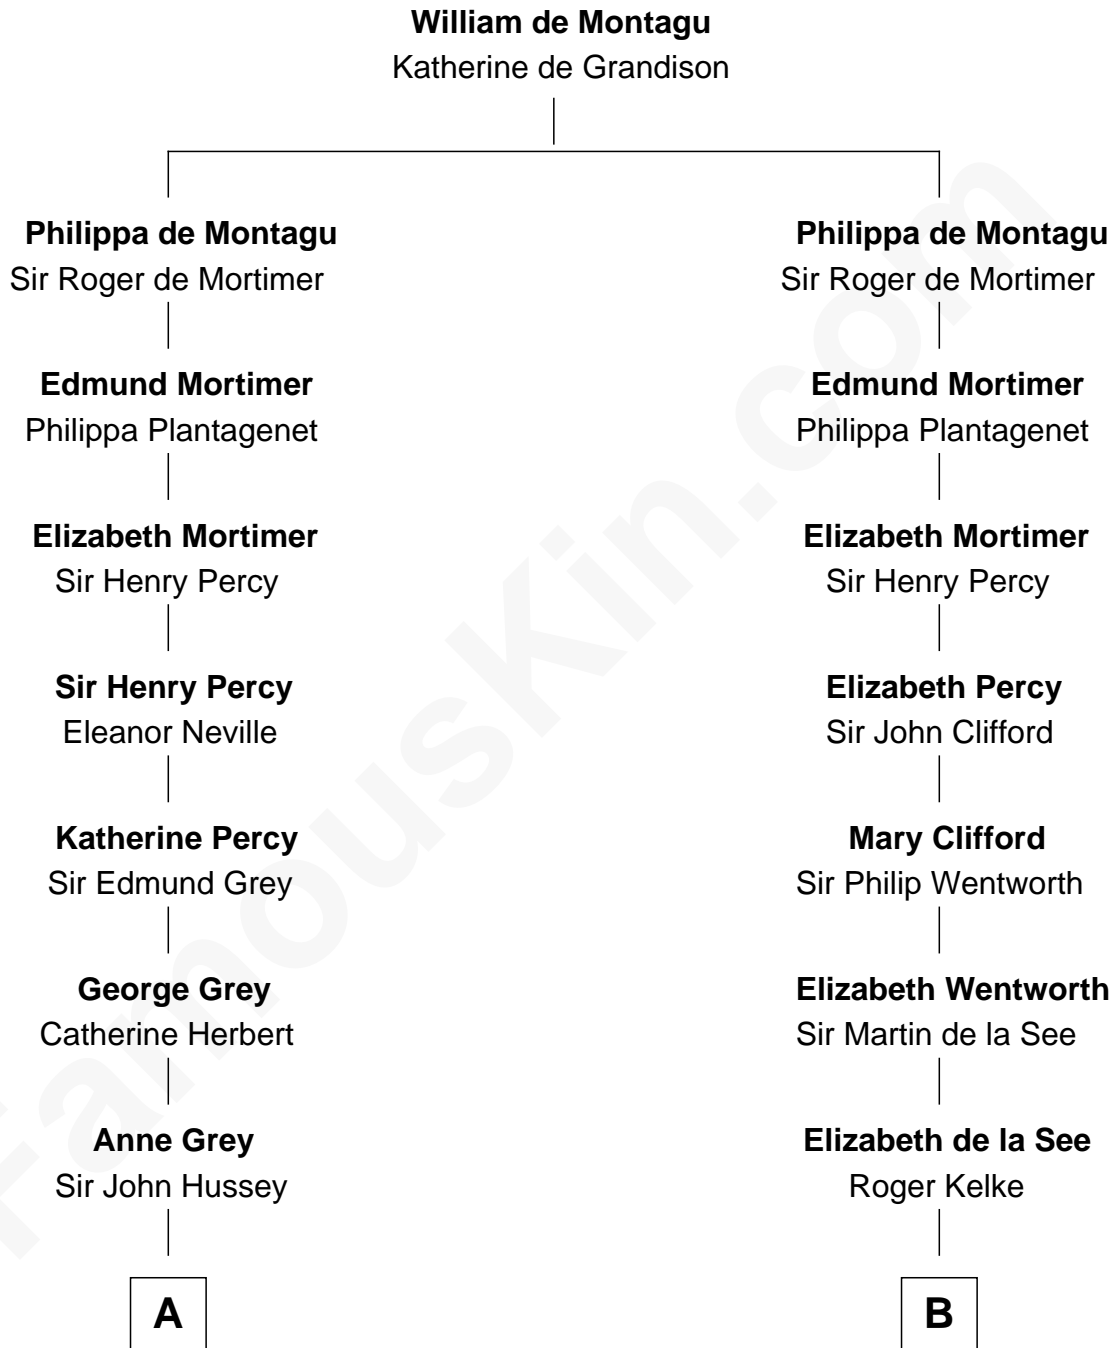 William de Montagu
Katherine de Grandison
Philippa de Montagu
Sir Roger de Mortimer
Philippa de Montagu
Sir Roger de Mortimer
Edmund Mortimer
Philippa Plantagenet
Edmund Mortimer
Philippa Plantagenet
Elizabeth Mortimer
Sir Henry Percy
Elizabeth Mortimer
Sir Henry Percy
Sir Henry Percy
Eleanor Neville
Elizabeth Percy
Sir John Clifford
Katherine Percy
Sir Edmund Grey
Mary Clifford
Sir Philip Wentworth
George Grey
Catherine Herbert
Elizabeth Wentworth
Sir Martin de la See
Anne Grey
Sir John Hussey
Elizabeth de la See
Roger Kelke
A
B
FamousKin.com